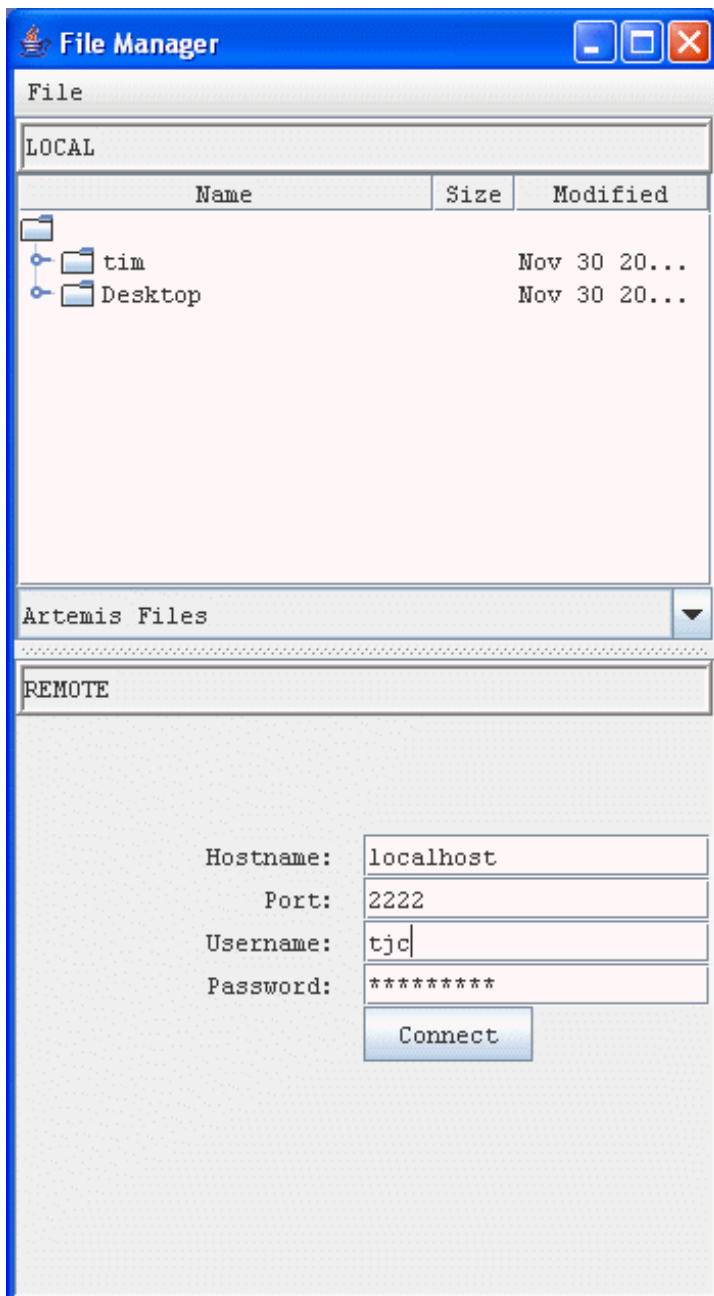 File Manager
File
LOCAL
Name Size Modified
tim Nov 30 20...
Desktop Nov 30 20...
Artemis Files
REMOTE
Hostname: localhost
Port: 2222
Username: tjc
Password: *********
Connect